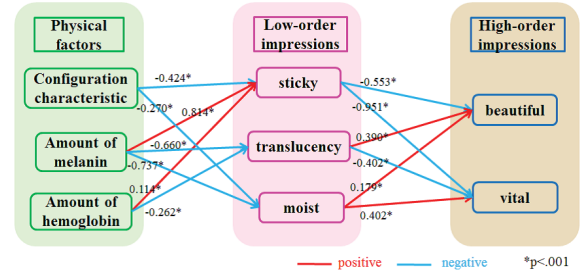 Physical
factors
Low-order
impressions
High-order
impressions
Configuration
characteristic
-0.424*
sticky
-0.553*
-0.270*
0.814*
-0.951*
beautiful
Amount of
melanin
-0.660*
translucency
0.390*
-0.737*
-0.402*
0.114*
0.179*
Amount of
hemoglobin
-0.262*
moist
0.402*
vital
positive
negative
*p<.001